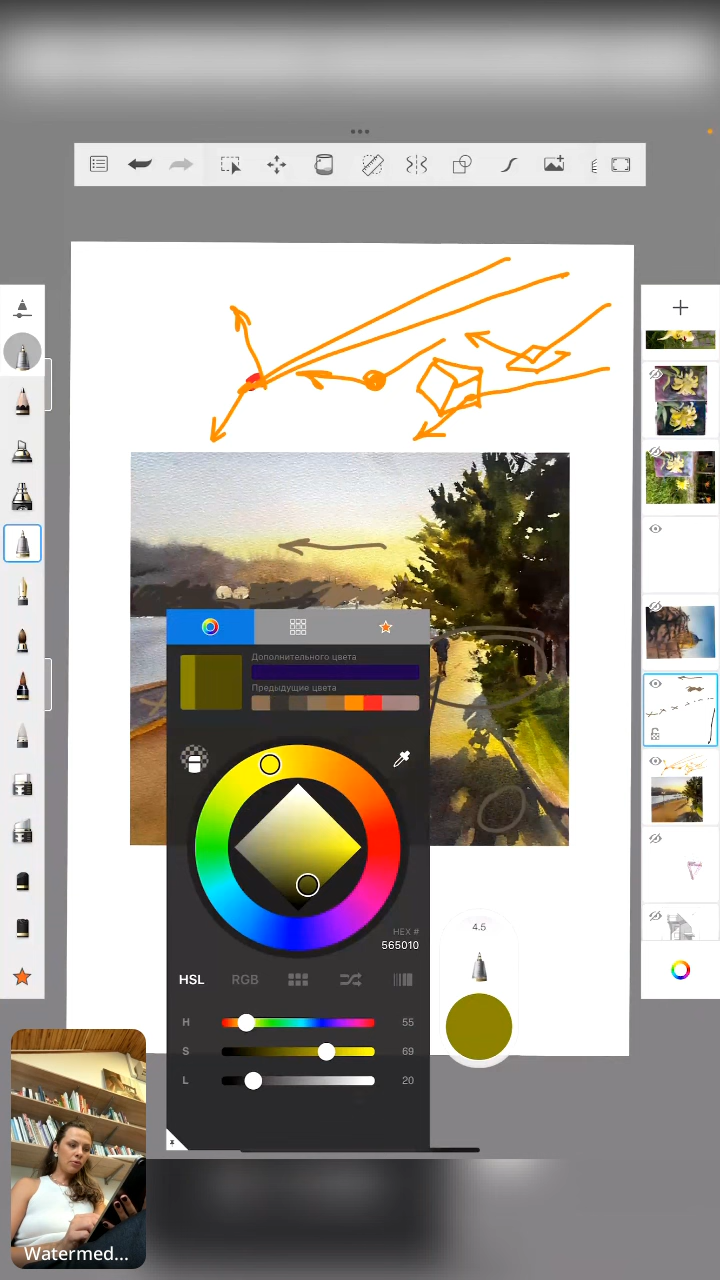 Дополнительного цвета
Предыдущие цвета
HEX #
565010
4.5
HSL RGB
H 55
S 69
L 20
Watermed...